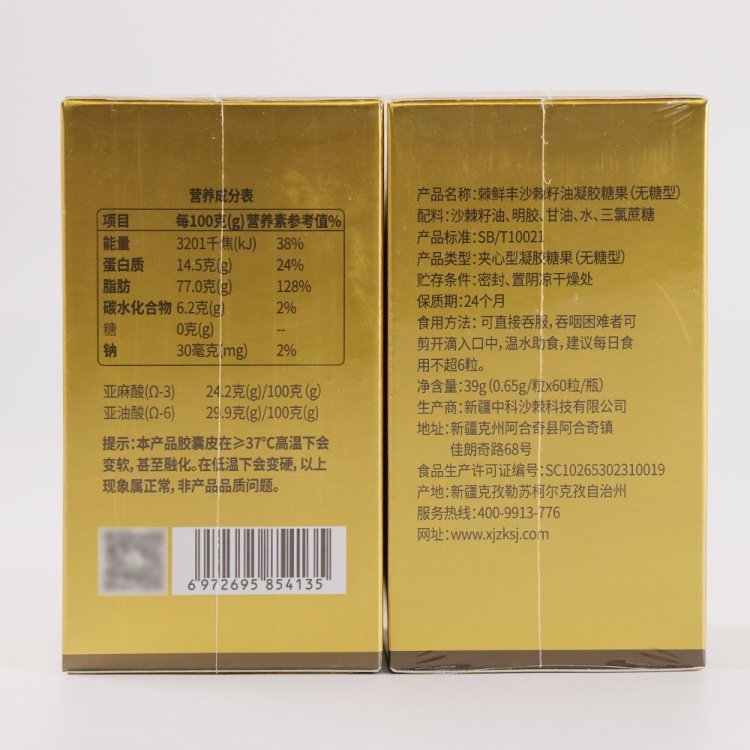 营养成分表
项目 每100克(g) 营养素参考值%
能量 3201千焦(kJ) 38%
蛋白质 14.5克(g) 24%
脂肪 77.0克(g) 128%
碳水化合物 6.2克(g) 2%
糖 0克(g) --
钠 30毫克(mg) 2%
亚麻酸(Ω-3) 24.2克(g)/100克(g)
亚油酸(Ω-6) 29.9克(g)/100克(g)
提示:本产品胶囊皮在≥37℃高温下会
变软,甚至融化。在低温下会变硬,以上
现象属正常,非产品品质问题。
6 972695 854135
产品名称:棘鲜丰沙棘籽油凝胶糖果(无糖型)
配料:沙棘籽油、明胶、甘油、水、三氯蔗糖
产品标准:SB/T10021
产品类型:夹心型凝胶糖果(无糖型)
贮存条件:密封、置阴凉干燥处
保质期:24个月
食用方法:可直接吞服,吞咽困难者可
剪开滴入口中,温水助食,建议每日食
用不超6粒。
净含量:39g(0.65g/粒x60粒/瓶)
生产商:新疆中科沙棘科技有限公司
地址:新疆克州阿合奇县阿合奇镇
佳朗奇路68号
食品生产许可证编号:SC10265302310019
产地:新疆克孜勒苏柯尔克孜自治州
服务热线:400-9913-776
网址:www.xjzksj.com